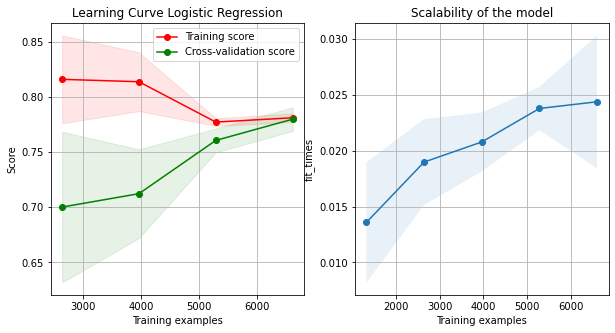 Learning Curve Logistic Regression
Training score
Cross-validation score
Score
0.85
0.80
0.75
0.70
0.65
3000 4000 5000 6000
Training examples
Scalability of the model
fit_times
0.030
0.025
0.020
0.015
0.010
2000 3000 4000 5000 6000
Training examples